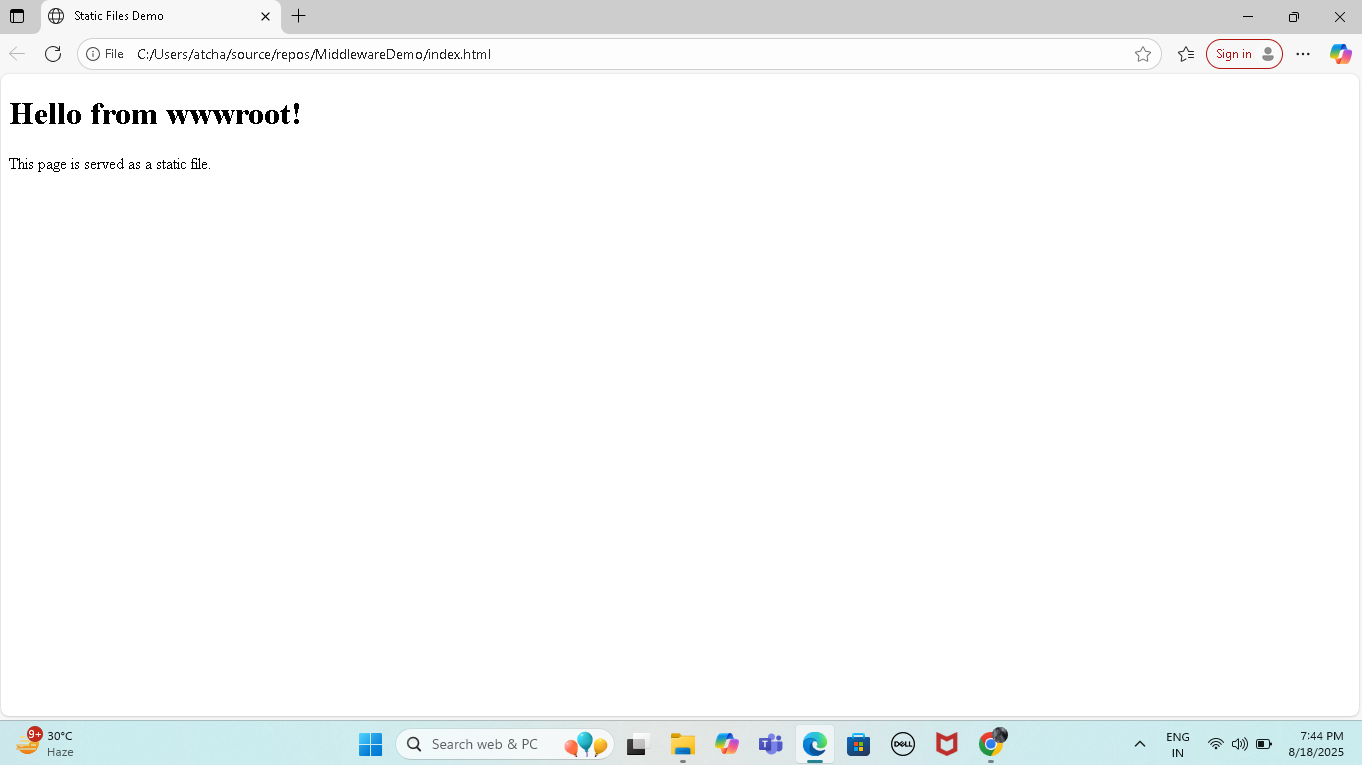 Static Files Demo
File C:/Users/atcha/source/repos/MiddlewareDemo/index.html
Sign in
Hello from wwwroot!
This page is served as a static file.
9+
30°C
Haze
Search web & PC
DELL
ENG
IN
7:44 PM
8/18/2025